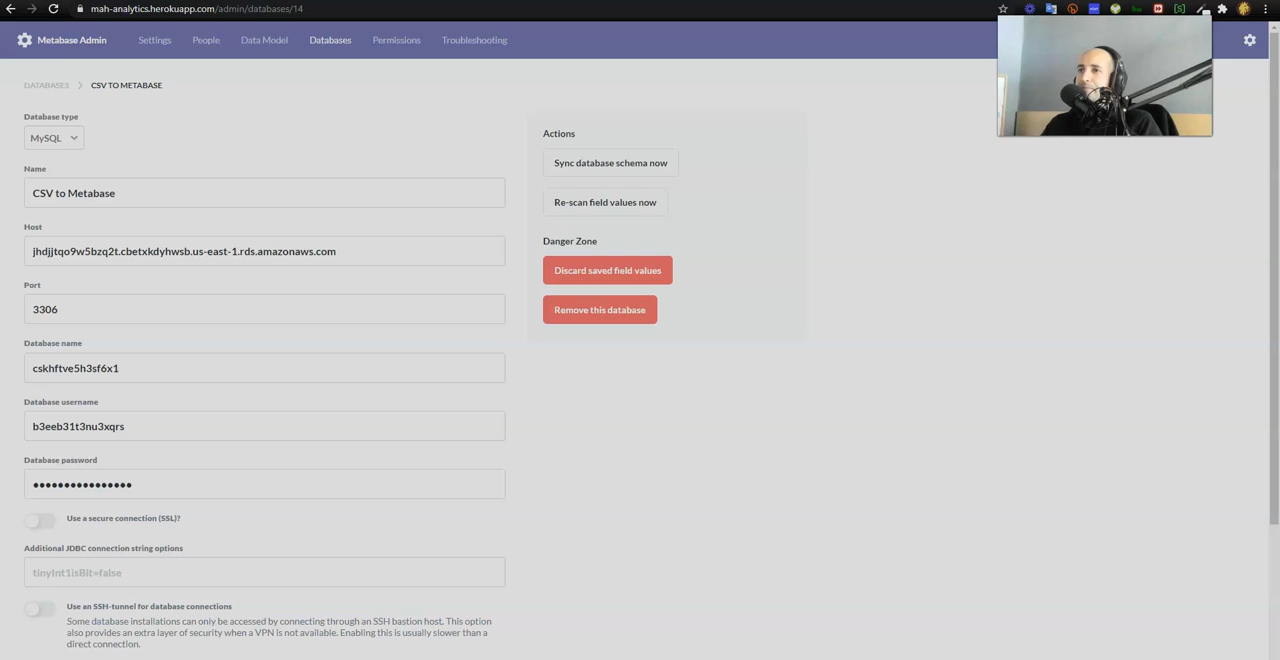 mah-analytics.herokuapp.com/admin/databases/14
Metabase Admin Settings People Data Model Databases Permissions Troubleshooting
DATABASES CSV TO METABASE
Database type
MySQL
Name
CSV to Metabase
Host
jhdjjtqo9w5bzq2t.cbetxkdyhwsb.us-east-1.rds.amazonaws.com
Port
3306
Database name
cskhftve5h3sf6x1
Database username
b3eeb31t3nu3xqrs
Database password
Use a secure connection (SSL)?
Additional JDBC connection string options
tinyInt1isBit=false
Use an SSH-tunnel for database connections
Some database installations can only be accessed by connecting through an SSH bastion host. This option
also provides an extra layer of security when a VPN is not available. Enabling this is usually slower than a
direct connection.
Actions
Sync database schema now
Re-scan field values now
Danger Zone
Discard saved field values
Remove this database